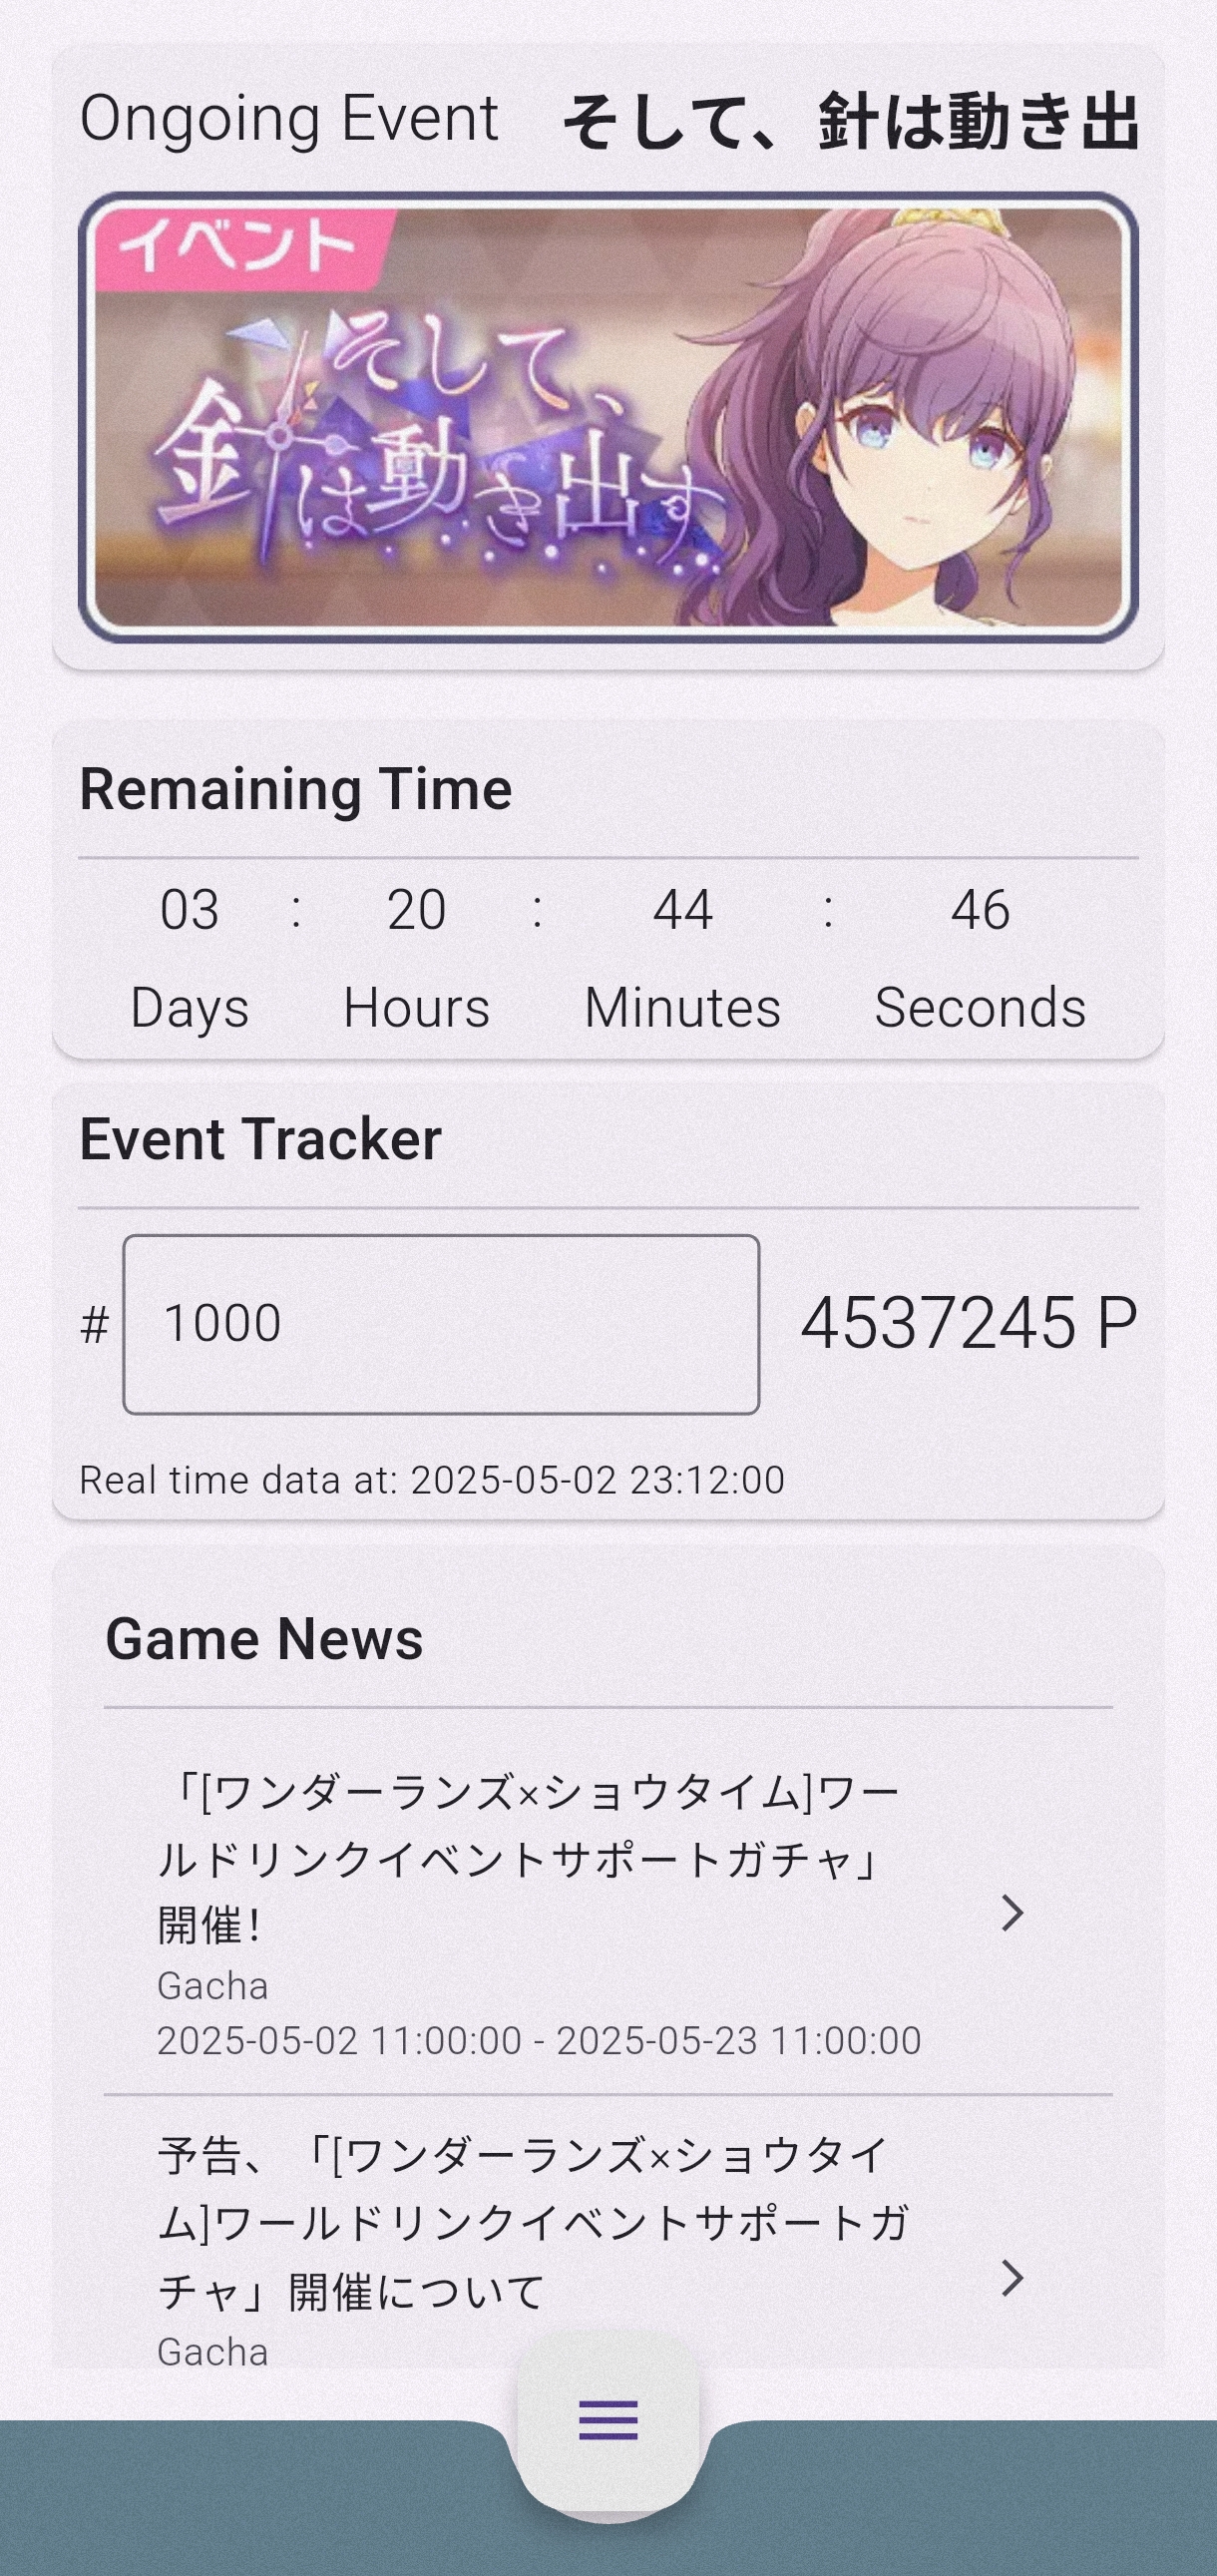 Ongoing Event そして、針は動き出
イベント
そして、
針は動き出す
Remaining Time
03 : 20 : 44 : 46
Days Hours Minutes Seconds
Event Tracker
# 1000 4537245 P
Real time data at: 2025-05-02 23:12:00
Game News
「[ワンダーランズ×ショウタイム]ワー
ルドリンクイベントサポートガチャ」
開催!
Gacha
2025-05-02 11:00:00 - 2025-05-23 11:00:00
予告、「[ワンダーランズ×ショウタイ
ム]ワールドリンクイベントサポートガ
チャ」開催について
Gacha